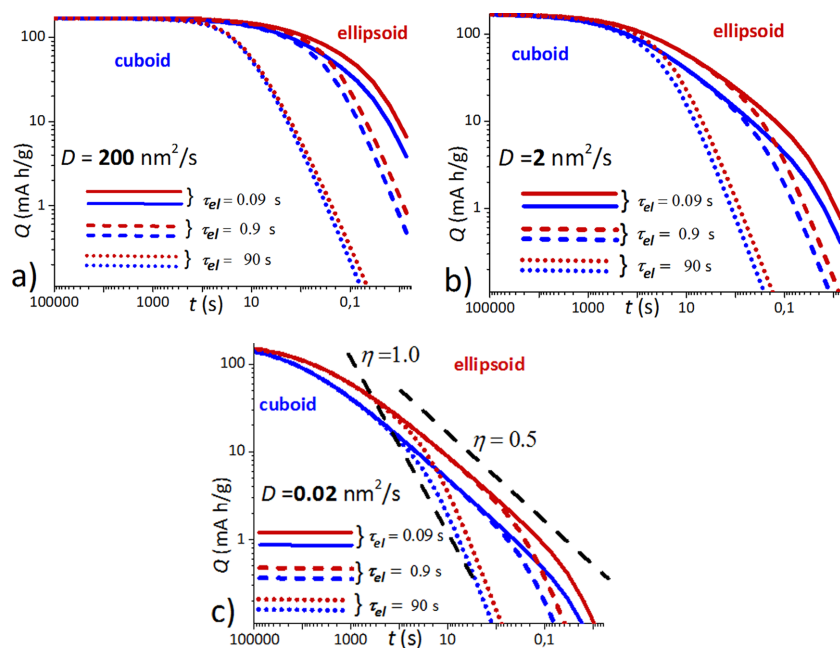 100
10
1
Q (mA h/g)
cuboid
ellipsoid
D = 200 nm²/s
} τel = 0.09 s
} τel = 0.9 s
} τel = 90 s
a)
100000 1000 10 0,1
t (s)
100
10
1
Q (mA h/g)
cuboid
ellipsoid
D =2 nm²/s
} τel = 0.09 s
} τel = 0.9 s
} τel = 90 s
b)
100000 1000 10 0,1
t (s)
100
10
1
Q (mA h/g)
η=1.0
ellipsoid
cuboid
η=0.5
D =0.02 nm²/s
} τel = 0.09 s
} τel = 0.9 s
} τel = 90 s
c)
100000 1000 10 0,1
t (s)